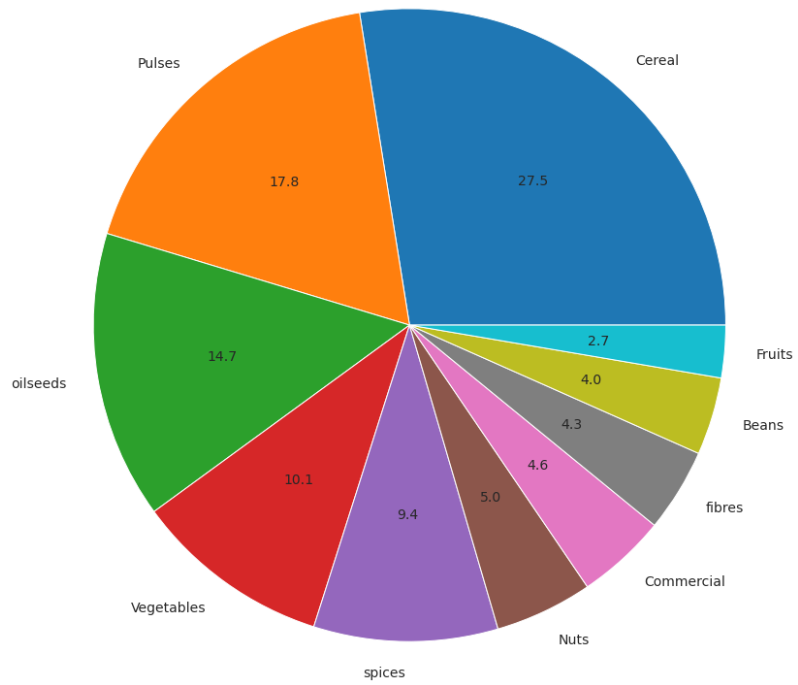 Cereal
Pulses
27.5
17.8
2.7
14.7
Fruits
4.0
oilseeds
4.3
Beans
4.6
10.1
5.0
fibres
9.4
Commercial
Vegetables
Nuts
spices